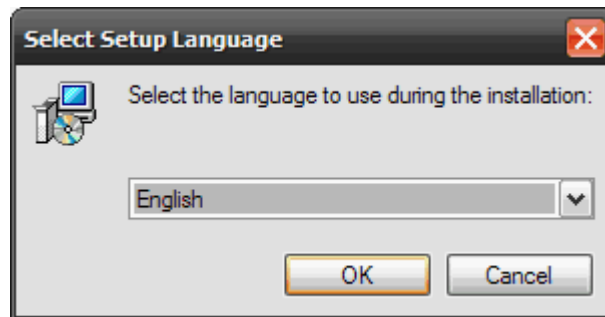 Select Setup Language
Select the language to use during the installation:
English
OK
Cancel